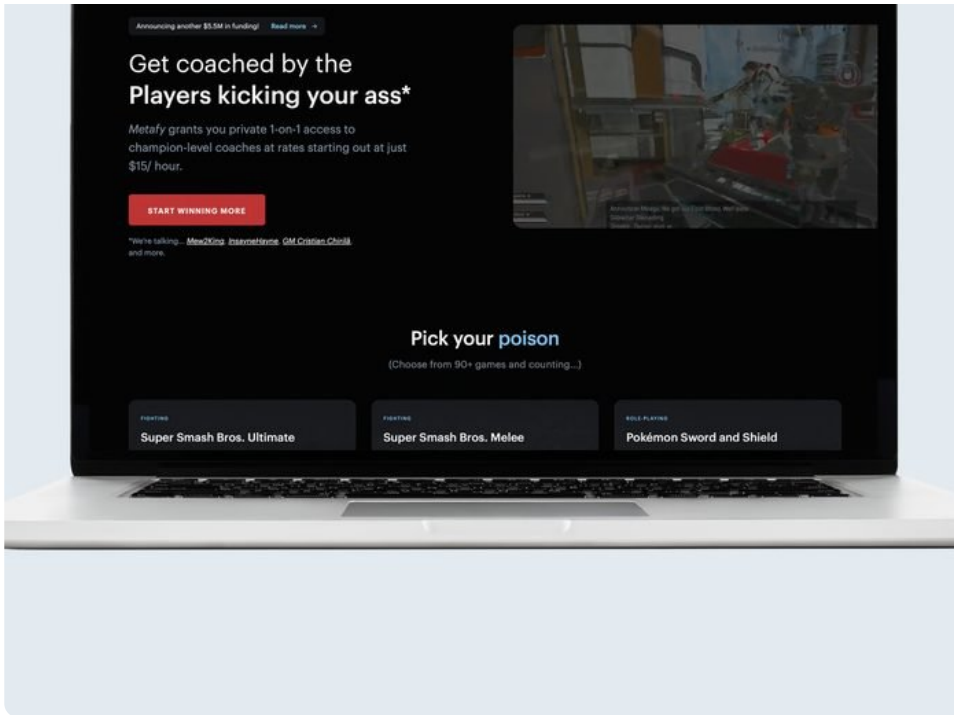 Announcing another $5.5M in funding! Read more →
Get coached by the
Players kicking your ass*
Metafy grants you private 1-on-1 access to
champion-level coaches at rates starting out at just
$15/ hour.
START WINNING MORE
*We're talking... Mew2King, InsayneHayne, GM Cristian Chirilă,
and more.
Pick your poison
(Choose from 90+ games and counting...)
FIGHTING
Super Smash Bros. Ultimate
FIGHTING
Super Smash Bros. Melee
ROLE-PLAYING
Pokémon Sword and Shield